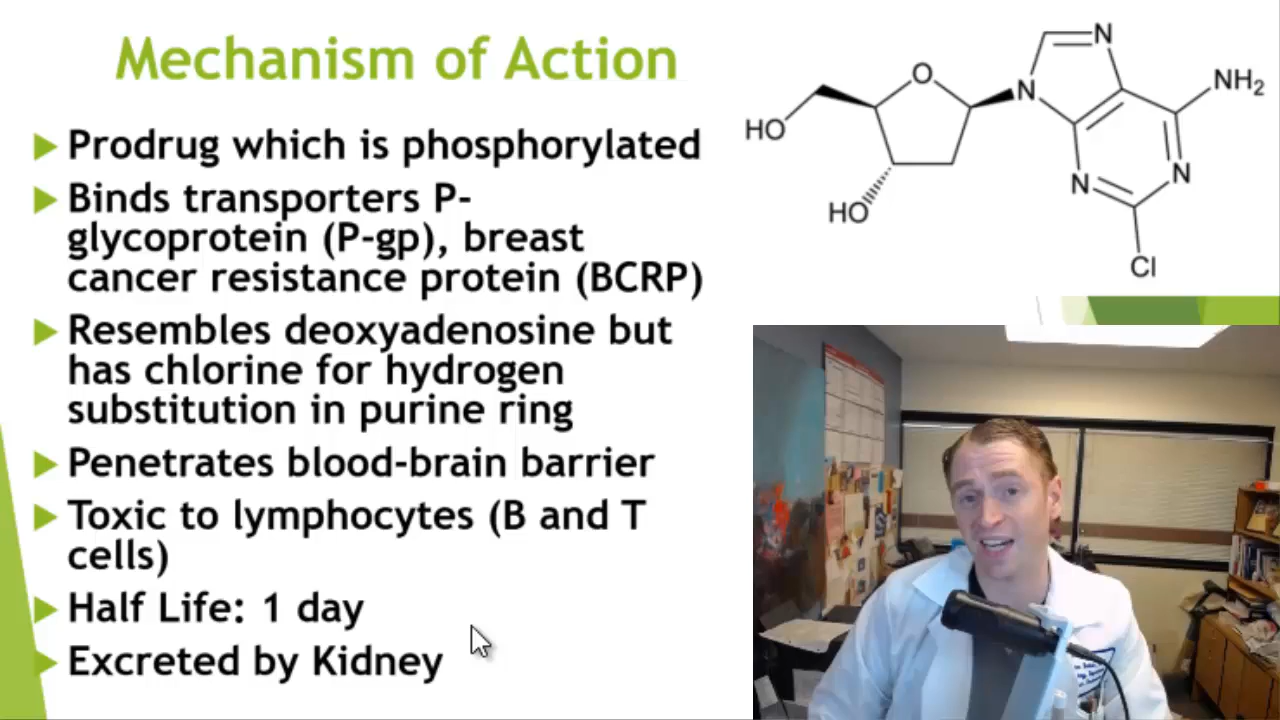 Mechanism of Action
Prodrug which is phosphorylated
Binds transporters P-
glycoprotein (P-gp), breast
cancer resistance protein (BCRP)
Resembles deoxyadenosine but
has chlorine for hydrogen
substitution in purine ring
Penetrates blood-brain barrier
Toxic to lymphocytes (B and T
cells)
Half Life: 1 day
Excreted by Kidney
O
N
N
NH₂
HO
N
N
HO
Cl